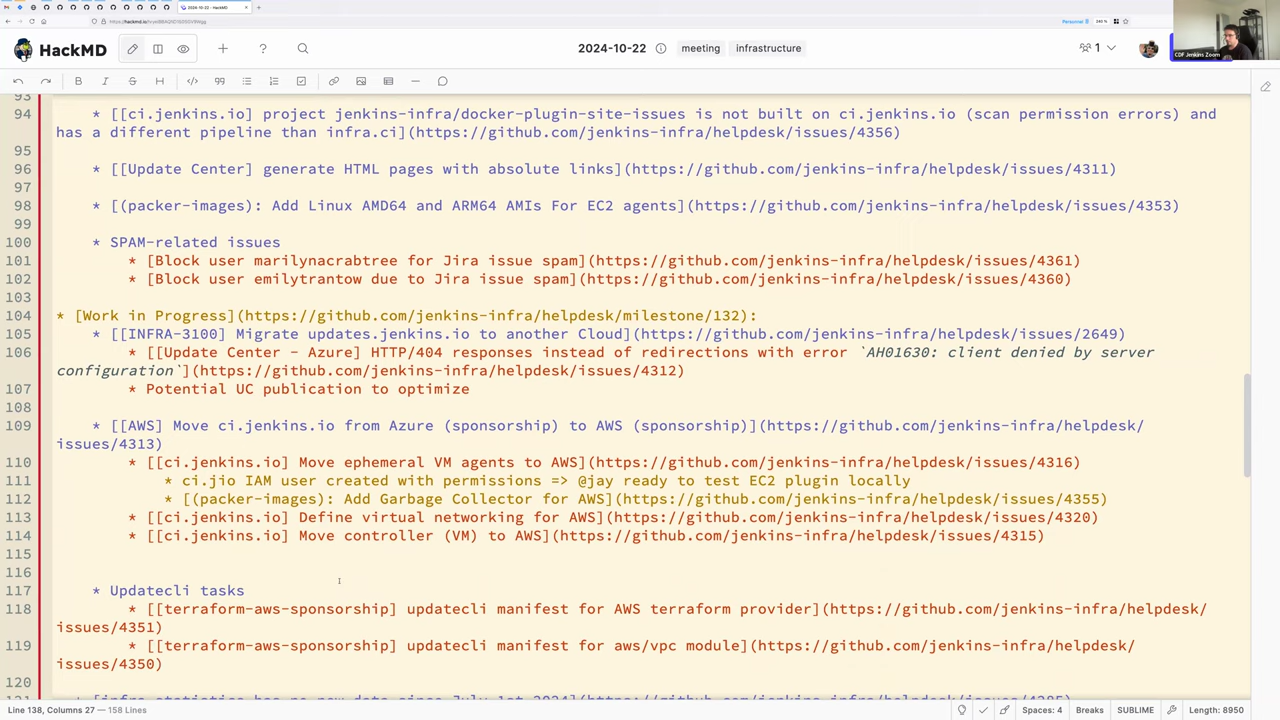 2024-10-22
https://hackmd.io/
Personal
240 %
HackMD
2024-10-22
meeting
infrastructure
1
CDF Jenkins Zoom
93
94 * [[ci.jenkins.io] project jenkins-infra/docker-plugin-site-issues is not built on ci.jenkins.io (scan permission errors) and
has a different pipeline than infra.ci](https://github.com/jenkins-infra/helpdesk/issues/4356)
95
96 * [[Update Center] generate HTML pages with absolute links](https://github.com/jenkins-infra/helpdesk/issues/4311)
97
98 * [(packer-images): Add Linux AMD64 and ARM64 AMIs For EC2 agents](https://github.com/jenkins-infra/helpdesk/issues/4353)
99
100 * SPAM-related issues
101 * [Block user marilynacrabtree for Jira issue spam](https://github.com/jenkins-infra/helpdesk/issues/4361)
102 * [Block user emilytrantow due to Jira issue spam](https://github.com/jenkins-infra/helpdesk/issues/4360)
103
104 * [Work in Progress](https://github.com/jenkins-infra/helpdesk/milestone/132):
105 * [[INFRA-3100] Migrate updates.jenkins.io to another Cloud](https://github.com/jenkins-infra/helpdesk/issues/2649)
106 * [[Update Center - Azure] HTTP/404 responses instead of redirections with error `AH01630: client denied by server
configuration`](https://github.com/jenkins-infra/helpdesk/issues/4312)
107 * Potential UC publication to optimize
108
109 * [[AWS] Move ci.jenkins.io from Azure (sponsorship) to AWS (sponsorship)](https://github.com/jenkins-infra/helpdesk/
issues/4313)
110 * [[ci.jenkins.io] Move ephemeral VM agents to AWS](https://github.com/jenkins-infra/helpdesk/issues/4316)
111 * ci.jio IAM user created with permissions => @jay ready to test EC2 plugin locally
112 * [(packer-images): Add Garbage Collector for AWS](https://github.com/jenkins-infra/helpdesk/issues/4355)
113 * [[ci.jenkins.io] Define virtual networking for AWS](https://github.com/jenkins-infra/helpdesk/issues/4320)
114 * [[ci.jenkins.io] Move controller (VM) to AWS](https://github.com/jenkins-infra/helpdesk/issues/4315)
115
116
117 * Updatecli tasks
118 * [[terraform-aws-sponsorship] updatecli manifest for AWS terraform provider](https://github.com/jenkins-infra/helpdesk/
issues/4351)
119 * [[terraform-aws-sponsorship] updatecli manifest for aws/vpc module](https://github.com/jenkins-infra/helpdesk/
issues/4350)
120
Line 138, Columns 27 — 158 Lines
Spaces: 4
Breaks
SUBLIME
Length: 8950